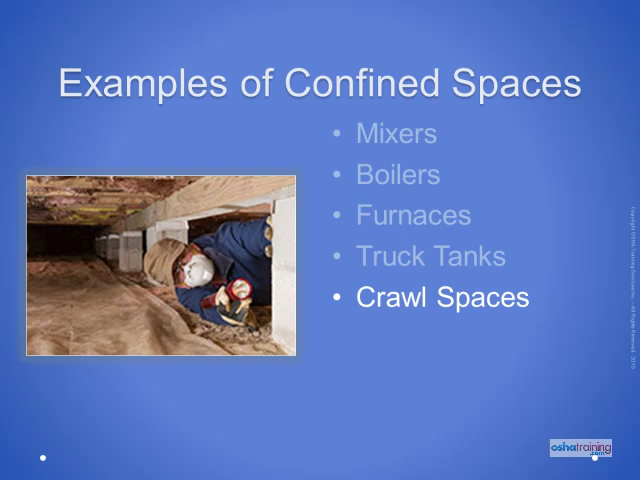 Examples of Confined Spaces
• Mixers
• Boilers
• Furnaces
• Truck Tanks
• Crawl Spaces
oshatraining
.com